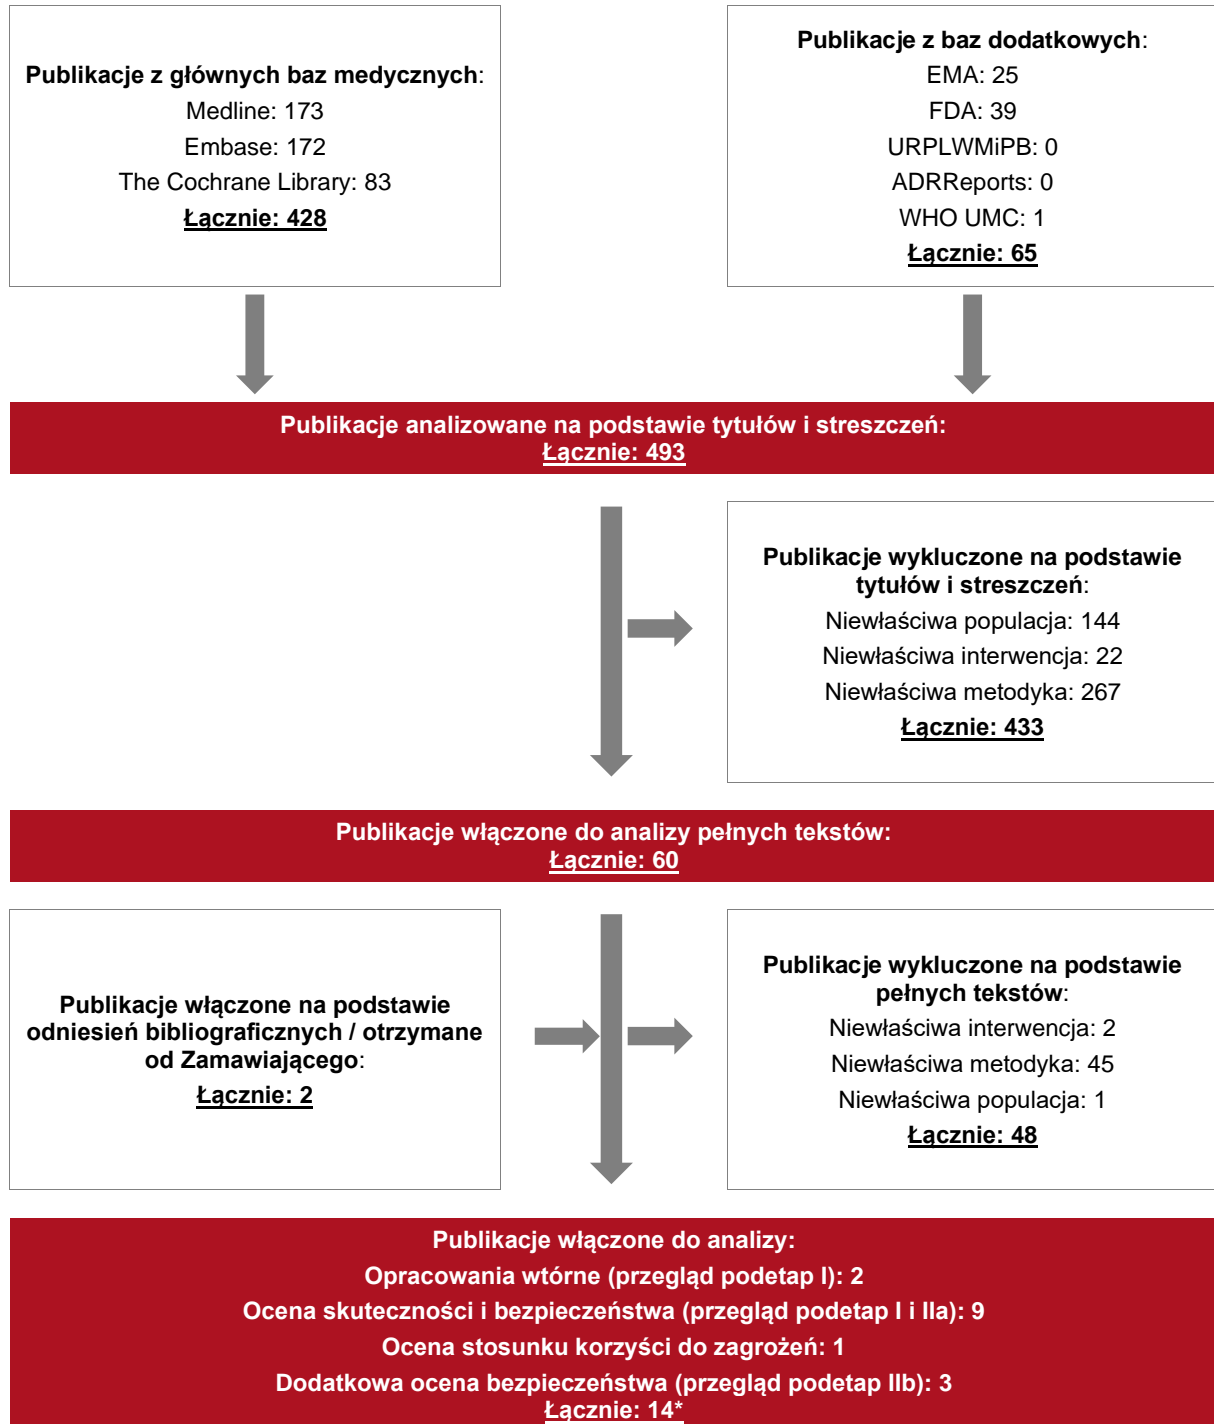 Publikacje z głównych baz medycznych:
Medline: 173
Embase: 172
The Cochrane Library: 83
Łącznie: 428
Publikacje z baz dodatkowych:
EMA: 25
FDA: 39
URPLWMiPB: 0
ADRReports: 0
WHO UMC: 1
Łącznie: 65
Publikacje analizowane na podstawie tytułów i streszczeń:
Łącznie: 493
Publikacje wykluczone na podstawie
tytułów i streszczeń:
Niewłaściwa populacja: 144
Niewłaściwa interwencja: 22
Niewłaściwa metodyka: 267
Łącznie: 433
Publikacje włączone do analizy pełnych tekstów:
Łącznie: 60
Publikacje włączone na podstawie
odniesień bibliograficznych / otrzymane
od Zamawiającego:
Łącznie: 2
Publikacje wykluczone na podstawie
pełnych tekstów:
Niewłaściwa interwencja: 2
Niewłaściwa metodyka: 45
Niewłaściwa populacja: 1
Łącznie: 48
Publikacje włączone do analizy:
Opracowania wtórne (przegląd podetap I): 2
Ocena skuteczności i bezpieczeństwa (przegląd podetap I i IIa): 9
Ocena stosunku korzyści do zagrożeń: 1
Dodatkowa ocena bezpieczeństwa (przegląd podetap IIb): 3
Łącznie: 14*